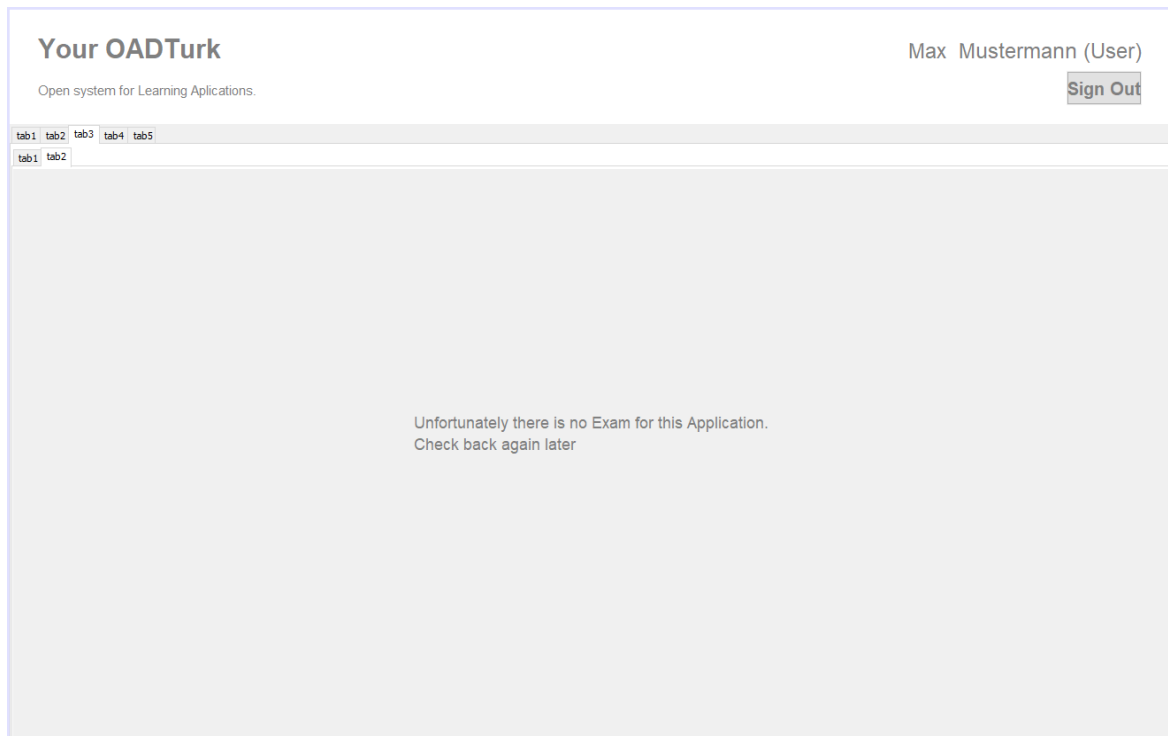 Your OADTurk
Max Mustermann (User)
Open system for Learning Aplications.
Sign Out
tab1 tab2 tab3 tab4 tab5
tab1 tab2
Unfortunately there is no Exam for this Application.
Check back again later